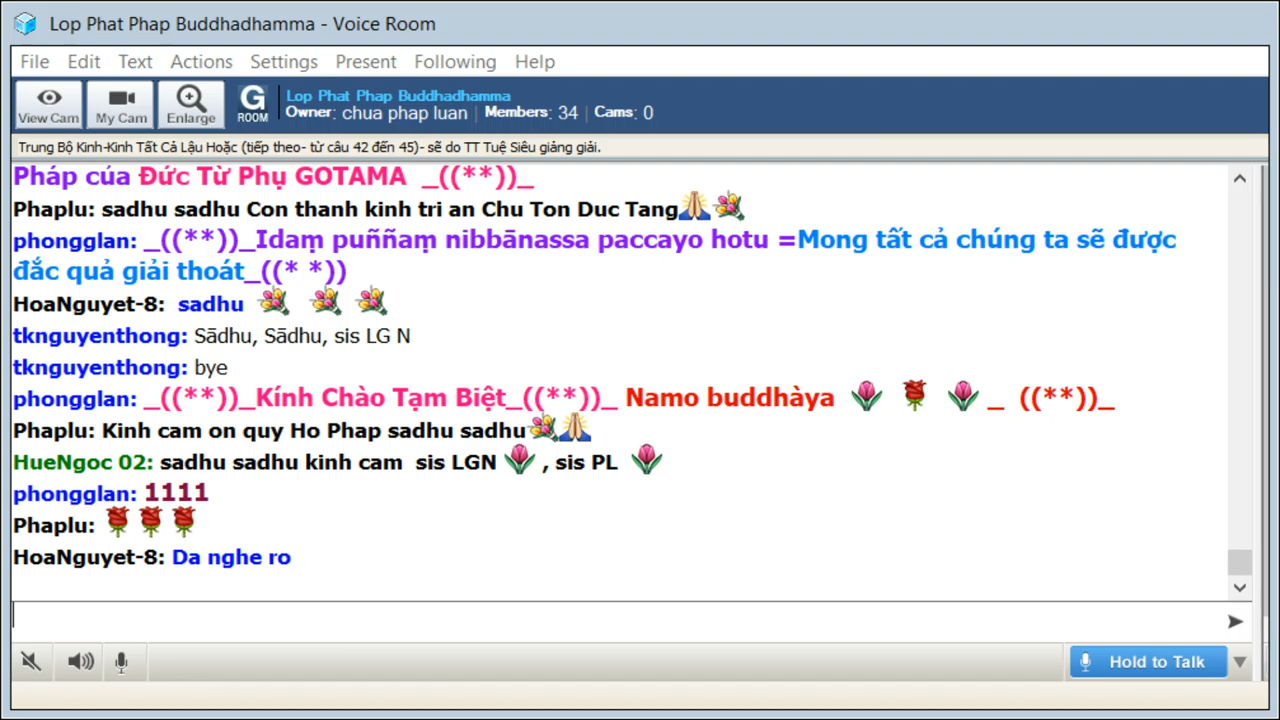 Lop Phat Phap Buddhadhamma - Voice Room
File Edit Text Actions Settings Present Following Help
View Cam My Cam Enlarge G ROOM Lop Phat Phap Buddhadhamma
Owner: chua phap luan | Members: 34 | Cams: 0
Trung Bộ Kinh-Kinh Tất Cả Lậu Hoặc (tiếp theo- từ câu 42 đến 45)- sẽ do TT Tuệ Siêu giảng giải.
Pháp cúa Đức Từ Phụ GOTAMA _((**))_
Phaplu: sadhu sadhu Con thanh kinh tri an Chu Ton Duc Tang🙏💐
phongglan: _((**))_Idaṃ puññaṃ nibbānassa paccayo hotu =Mong tất cả chúng ta sẽ được
đắc quả giải thoát_((* *))
HoaNguyet-8: sadhu 💐 💐 💐
tknguyenthong: Sādhu, Sādhu, sis LG N
tknguyenthong: bye
phongglan: _((**))_Kính Chào Tạm Biệt_((**))_ Namo buddhàya 🌷 🌹 🌷 _ ((**))_
Phaplu: Kinh cam on quy Ho Phap sadhu sadhu💐🙏
HueNgoc 02: sadhu sadhu kinh cam sis LGN🌷 , sis PL 🌷
phongglan: 1111
Phaplu: 🌹🌹🌹
HoaNguyet-8: Da nghe ro
Hold to Talk